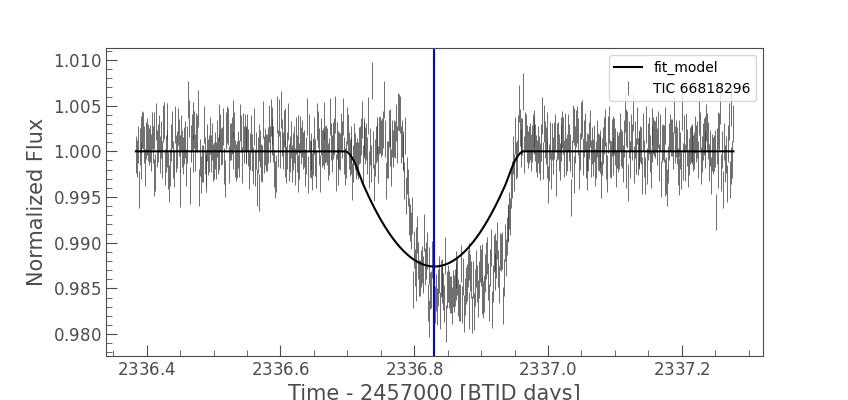 1.010
1.005
1.000
0.995
0.990
0.985
0.980
Normalized Flux
fit_model
TIC 66818296
2336.4 2336.6 2336.8 2337.0 2337.2
Time - 2457000 [BTJD days]